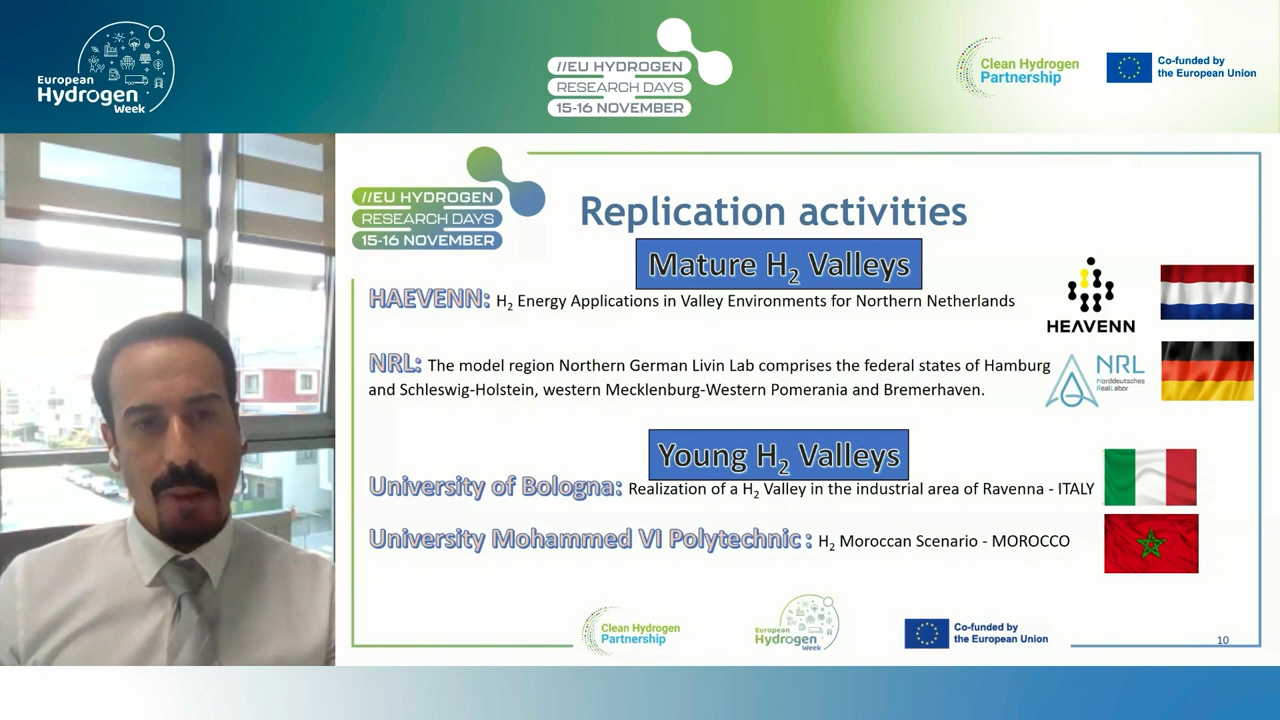 European
Hydrogen
Week
//EU HYDROGEN
RESEARCH DAYS
15-16 NOVEMBER
Clean Hydrogen
Partnership
Co-funded by
the European Union
//EU HYDROGEN
RESEARCH DAYS
15-16 NOVEMBER
Replication activities
Mature H₂ Valleys
HAEVENN: H₂ Energy Applications in Valley Environments for Northern Netherlands
HEAVENN
NRL: The model region Northern German Livin Lab comprises the federal states of Hamburg
and Schleswig-Holstein, western Mecklenburg-Western Pomerania and Bremerhaven.
NRL
Norddeutsches
RealLabor
Young H₂ Valleys
University of Bologna: Realization of a H₂ Valley in the industrial area of Ravenna - ITALY
University Mohammed VI Polytechnic : H₂ Moroccan Scenario - MOROCCO
Clean Hydrogen
Partnership
European
Hydrogen
Week
Co-funded by
the European Union
10